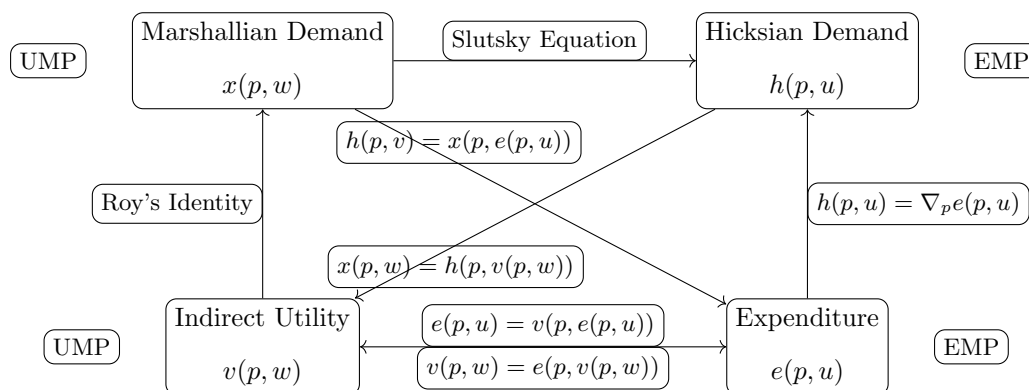 Marshallian Demand
x(p, w)
Slutsky Equation
Hicksian Demand
h(p, u)
UMP
EMP
h(p, v) = x(p, e(p, u))
Roy's Identity
h(p, u) = ∇ₚe(p, u)
x(p, w) = h(p, v(p, w))
Indirect Utility
v(p, w)
e(p, u) = v(p, e(p, u))
v(p, w) = e(p, v(p, w))
Expenditure
e(p, u)
UMP
EMP